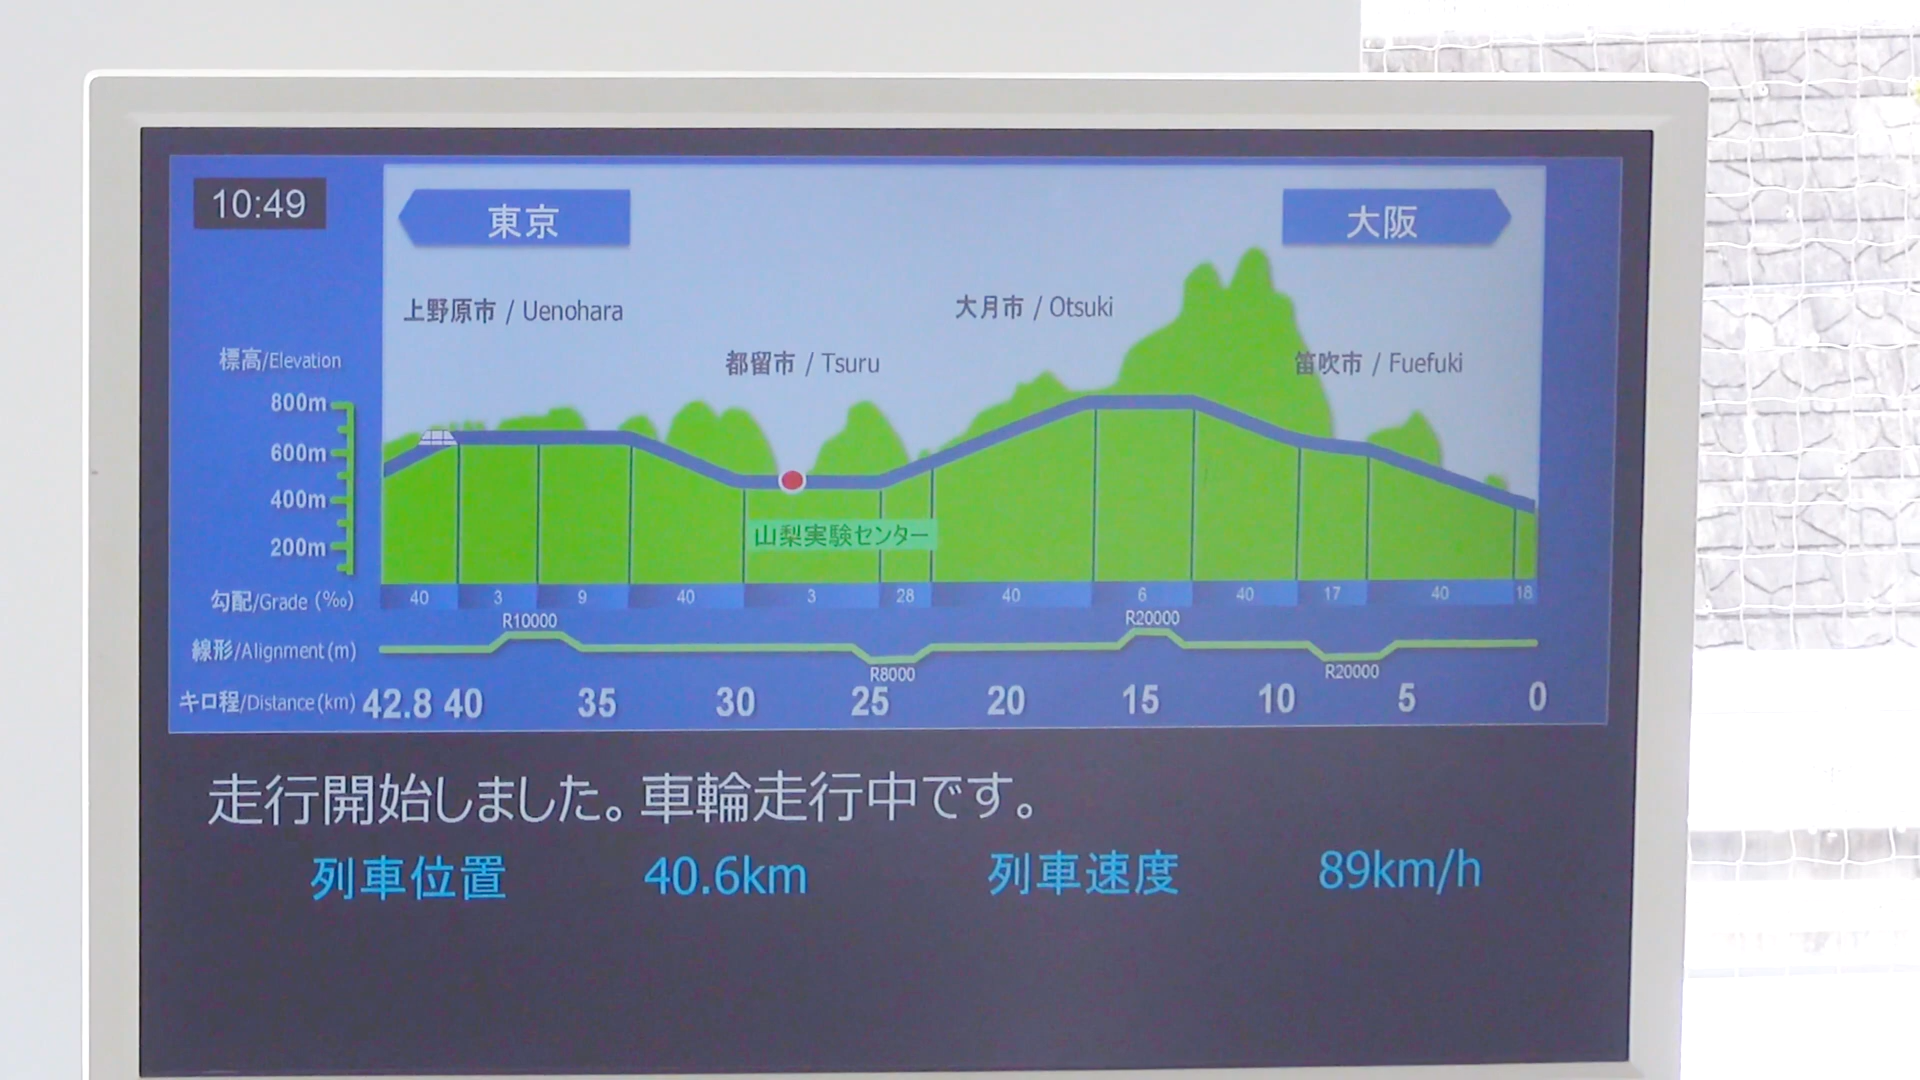 10:49
東京
大阪
上野原市 / Uenohara
大月市 / Otsuki
都留市 / Tsuru
笛吹市 / Fuefuki
標高/Elevation
800m
600m
400m
200m
山梨実験センター
勾配/Grade (‰) 40 3 9 40 3 28 40 6 40 17 40 18
R10000
R20000
線形/Alignment(m)
R8000
R20000
キロ程/Distance(km) 42.8 40 35 30 25 20 15 10 5 0
走行開始しました。車輪走行中です。
列車位置 40.6km 列車速度 89km/h